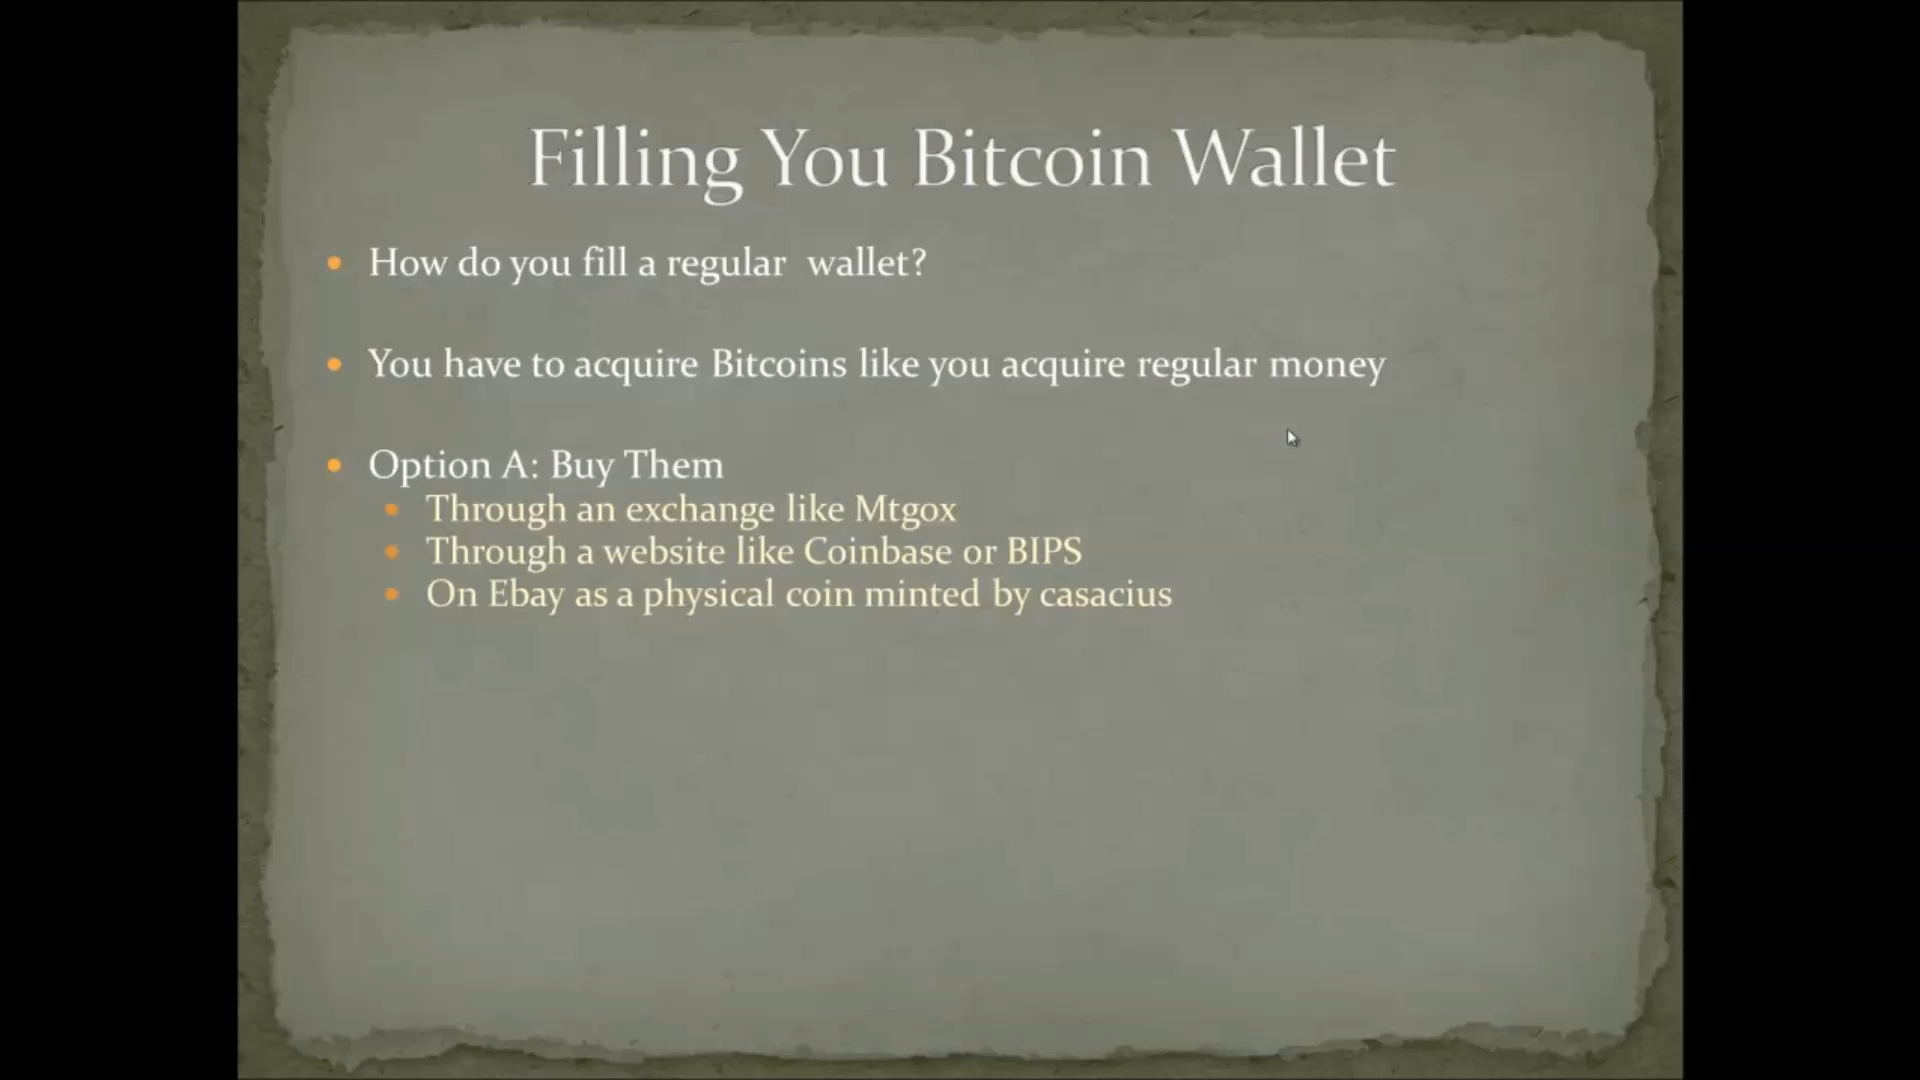 Filling You Bitcoin Wallet
How do you fill a regular wallet?
You have to acquire Bitcoins like you acquire regular money
Option A: Buy Them
Through an exchange like Mtgox
Through a website like Coinbase or BIPS
On Ebay as a physical coin minted by casacius